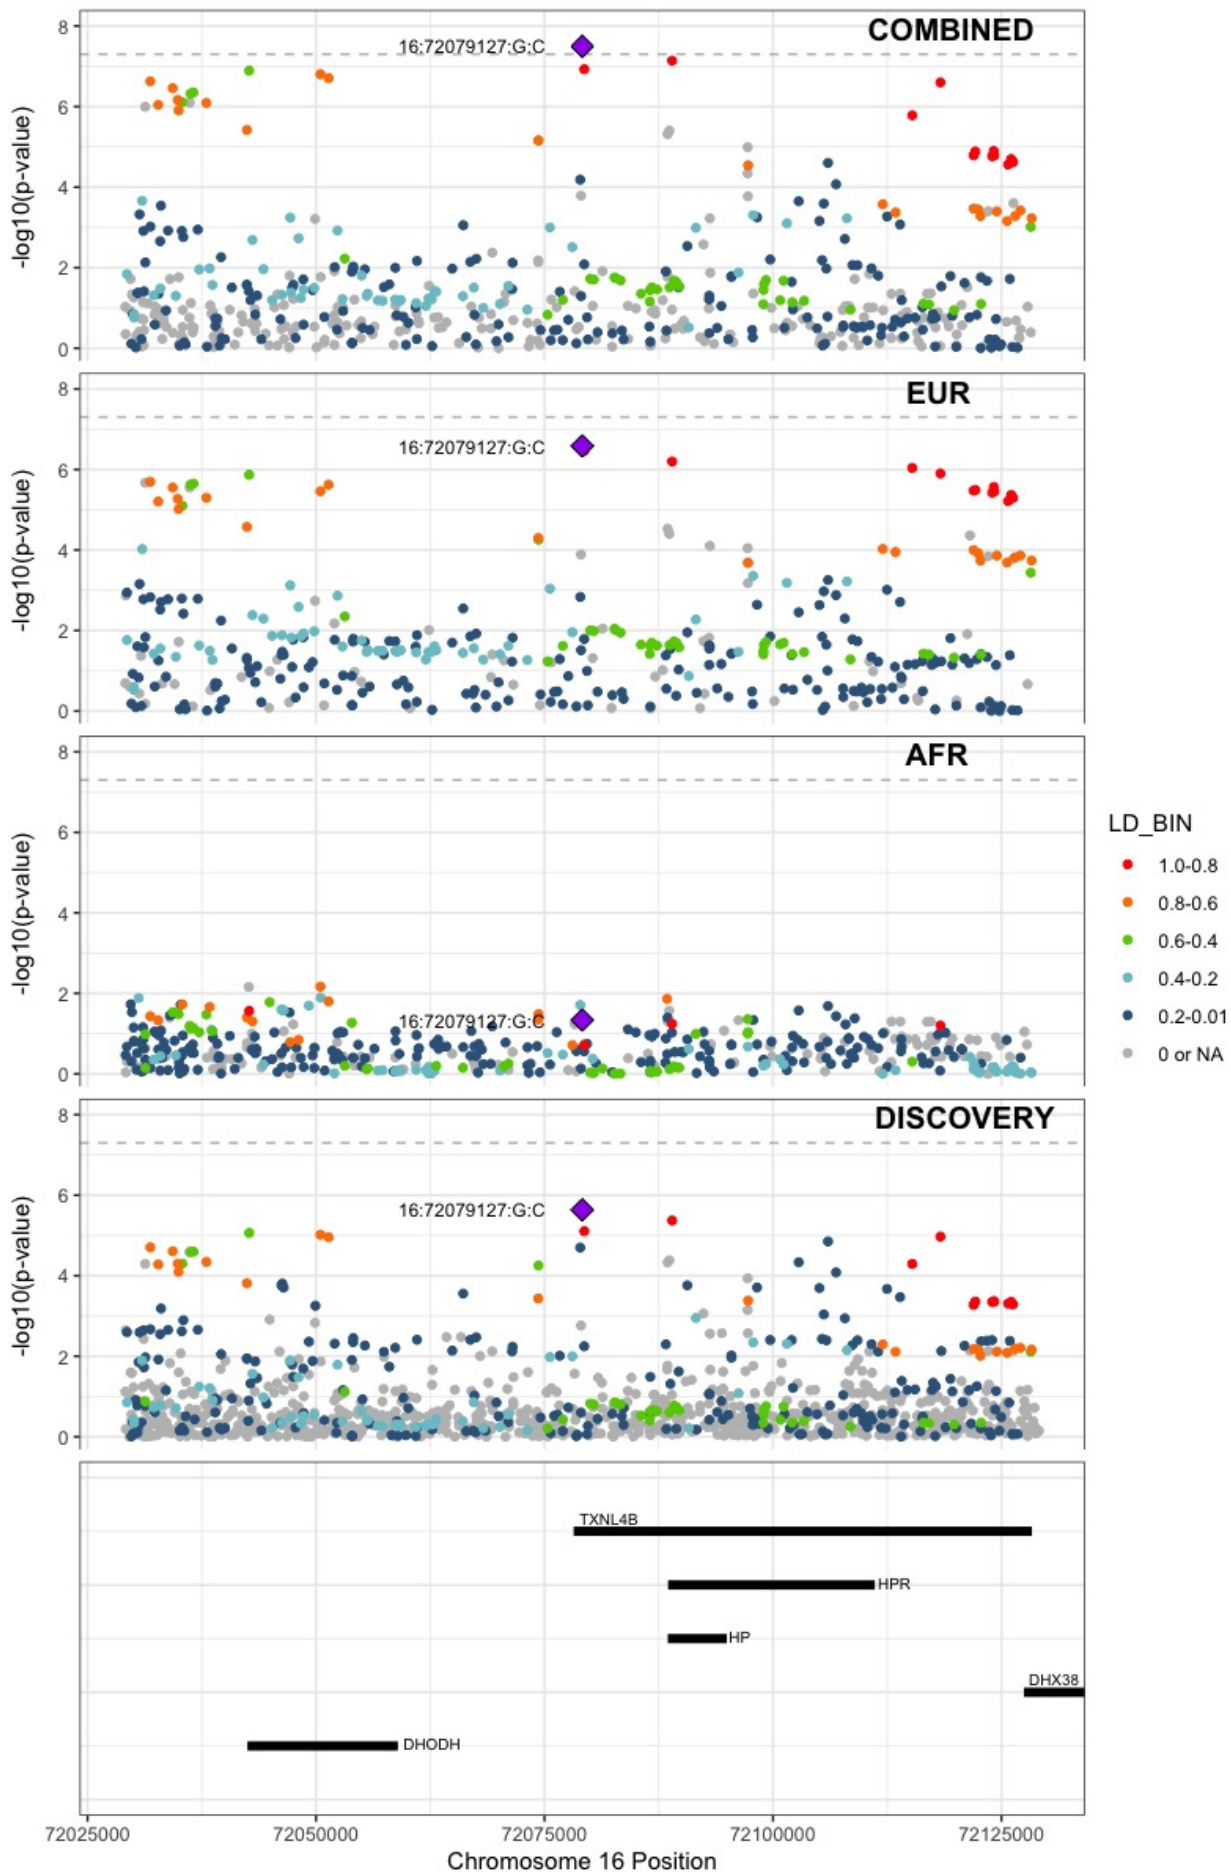 COMBINED
16:72079127:G:C
8
6
4
2
0
-log10(p-value)
EUR
16:72079127:G:C
8
6
4
2
0
-log10(p-value)
AFR
16:72079127:G:C
8
6
4
2
0
-log10(p-value)
DISCOVERY
16:72079127:G:C
8
6
4
2
0
-log10(p-value)
LD_BIN
1.0-0.8
0.8-0.6
0.6-0.4
0.4-0.2
0.2-0.01
0 or NA
TXNL4B
HPR
HP
DHX38
DHODH
72025000 72050000 72075000 72100000 72125000
Chromosome 16 Position